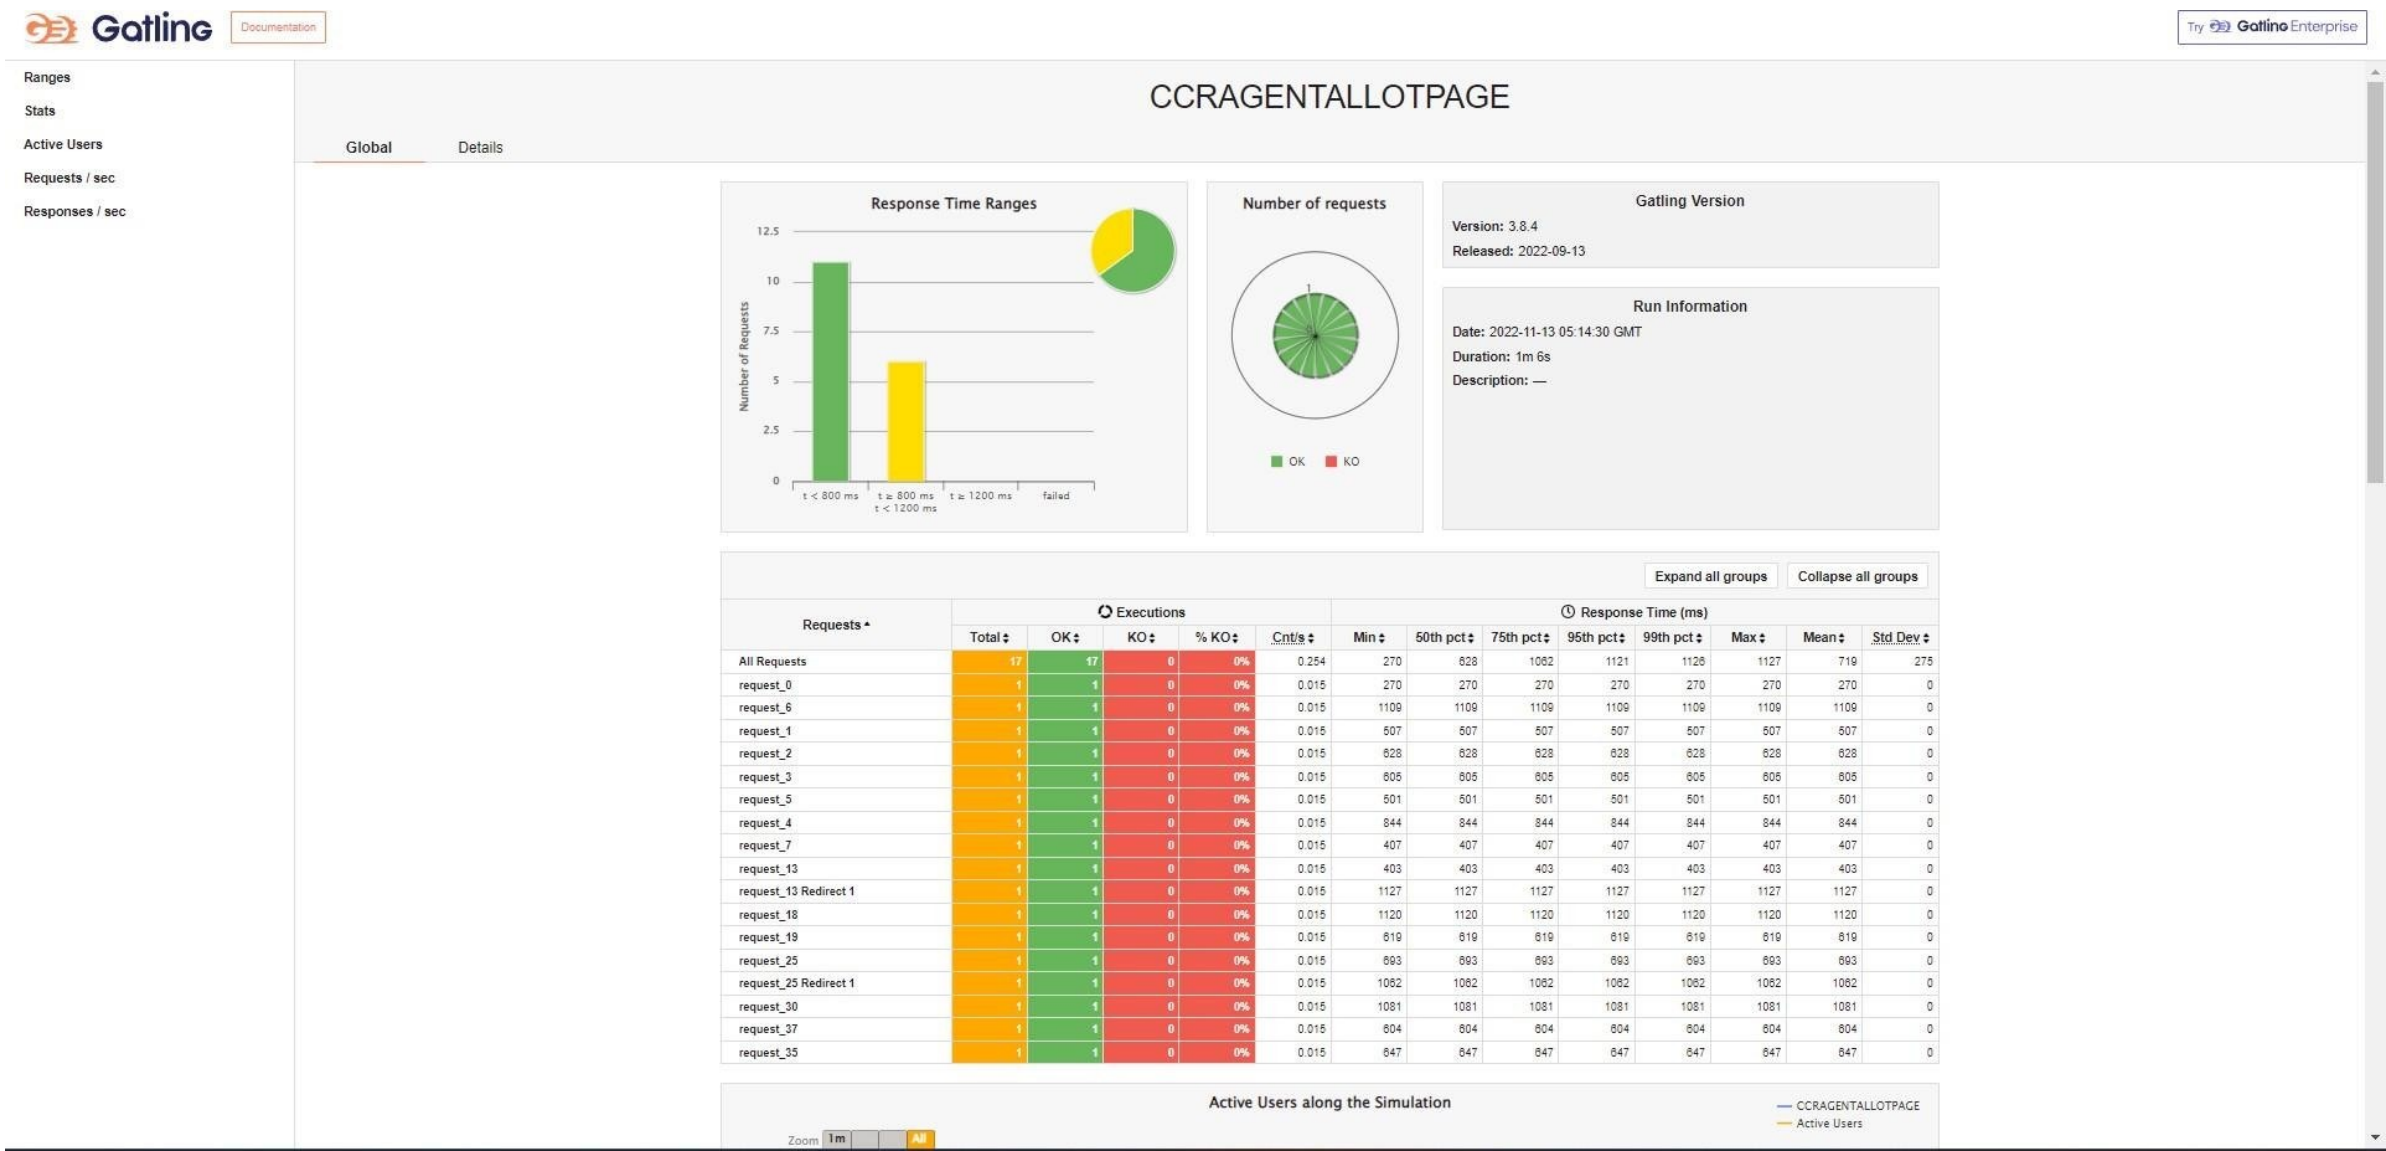 Gatling Documentation
Try Gatling Enterprise
Ranges
Stats
Active Users
Requests / sec
Responses / sec
CCRAGENTALLOTPAGE
Global Details
Response Time Ranges
Number of Requests
12.5
10
7.5
5
2.5
0
t < 800 ms
t ≥ 800 ms
t < 1200 ms
t ≥ 1200 ms
failed
Number of requests
1
0
OK KO
Gatling Version
Version: 3.8.4
Released: 2022-09-13
Run Information
Date: 2022-11-13 05:14:30 GMT
Duration: 1m 6s
Description: —
Expand all groups Collapse all groups
Requests Executions Response Time (ms)
Total OK KO % KO Cnt/s Min 50th pct 75th pct 95th pct 99th pct Max Mean Std Dev
All Requests 17 17 0 0% 0.254 270 628 1062 1121 1126 1127 719 275
request_0 1 1 0 0% 0.015 270 270 270 270 270 270 270 0
request_6 1 1 0 0% 0.015 1109 1109 1109 1109 1109 1109 1109 0
request_1 1 1 0 0% 0.015 507 507 507 507 507 507 507 0
request_2 1 1 0 0% 0.015 628 628 628 628 628 628 628 0
request_3 1 1 0 0% 0.015 605 605 605 605 605 605 605 0
request_5 1 1 0 0% 0.015 501 501 501 501 501 501 501 0
request_4 1 1 0 0% 0.015 844 844 844 844 844 844 844 0
request_7 1 1 0 0% 0.015 407 407 407 407 407 407 407 0
request_13 1 1 0 0% 0.015 403 403 403 403 403 403 403 0
request_13 Redirect 1 1 1 0 0% 0.015 1127 1127 1127 1127 1127 1127 1127 0
request_18 1 1 0 0% 0.015 1120 1120 1120 1120 1120 1120 1120 0
request_19 1 1 0 0% 0.015 619 619 619 619 619 619 619 0
request_25 1 1 0 0% 0.015 693 693 693 693 693 693 693 0
request_25 Redirect 1 1 1 0 0% 0.015 1062 1062 1062 1062 1062 1062 1062 0
request_30 1 1 0 0% 0.015 1081 1081 1081 1081 1081 1081 1081 0
request_37 1 1 0 0% 0.015 604 604 604 604 604 604 604 0
request_35 1 1 0 0% 0.015 647 647 647 647 647 647 647 0
Active Users along the Simulation
CCRAGENTALLOTPAGE
Active Users
Zoom 1m All